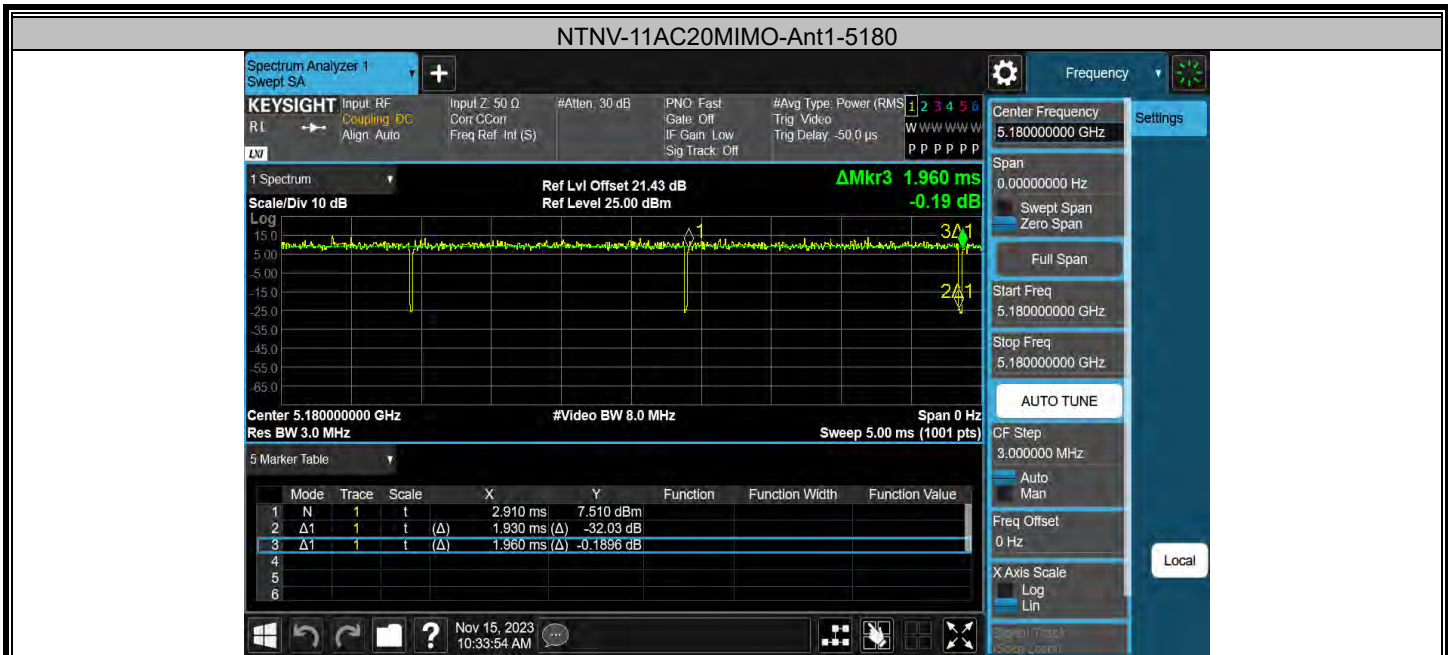 NTNV-11AC20MIMO-Ant1-5180
Spectrum Analyzer 1
Swept SA
+
Frequency
KEYSIGHT
RL
LXI
Input: RF
Coupling: DC
Align: Auto
Input Z: 50 Ω
Corr CCorr
Freq Ref: Int (S)
#Atten: 30 dB
PNO: Fast
Gate: Off
IF Gain: Low
Sig Track: Off
#Avg Type: Power (RMS
Trig: Video
Trig Delay: -50.0 µs
1 2 3 4 5 6
W W W W W W
P P P P P P
1 Spectrum
Scale/Div 10 dB
Ref Lvl Offset 21.43 dB
Ref Level 25.00 dBm
ΔMkr3 1.960 ms
-0.19 dB
Log
15.0
5.00
-5.00
-15.0
-25.0
-35.0
-45.0
-55.0
-65.0
1
3Δ1
2Δ1
Center 5.180000000 GHz
#Video BW 8.0 MHz
Span 0 Hz
Res BW 3.0 MHz
Sweep 5.00 ms (1001 pts)
5 Marker Table
Mode Trace Scale X Y Function Function Width Function Value
1 N 1 t 2.910 ms 7.510 dBm
2 Δ1 1 t (Δ) 1.930 ms (Δ) -32.03 dB
3 Δ1 1 t (Δ) 1.960 ms (Δ) -0.1896 dB
4
5
6
Nov 15, 2023
10:33:54 AM
?
Center Frequency
5.180000000 GHz
Settings
Span
0.00000000 Hz
Swept Span
Zero Span
Full Span
Start Freq
5.180000000 GHz
Stop Freq
5.180000000 GHz
AUTO TUNE
CF Step
3.000000 MHz
Auto
Man
Freq Offset
0 Hz
X Axis Scale
Log
Lin
Local
Signal Track
(Span Zoom)